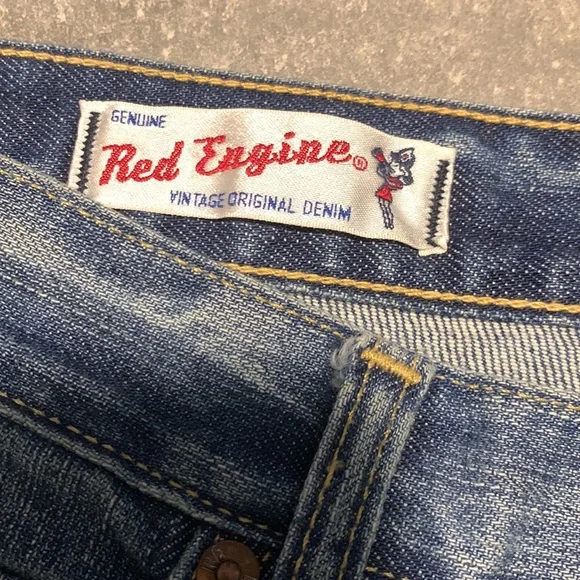 GENUINE
Red Engine®
VINTAGE ORIGINAL DENIM